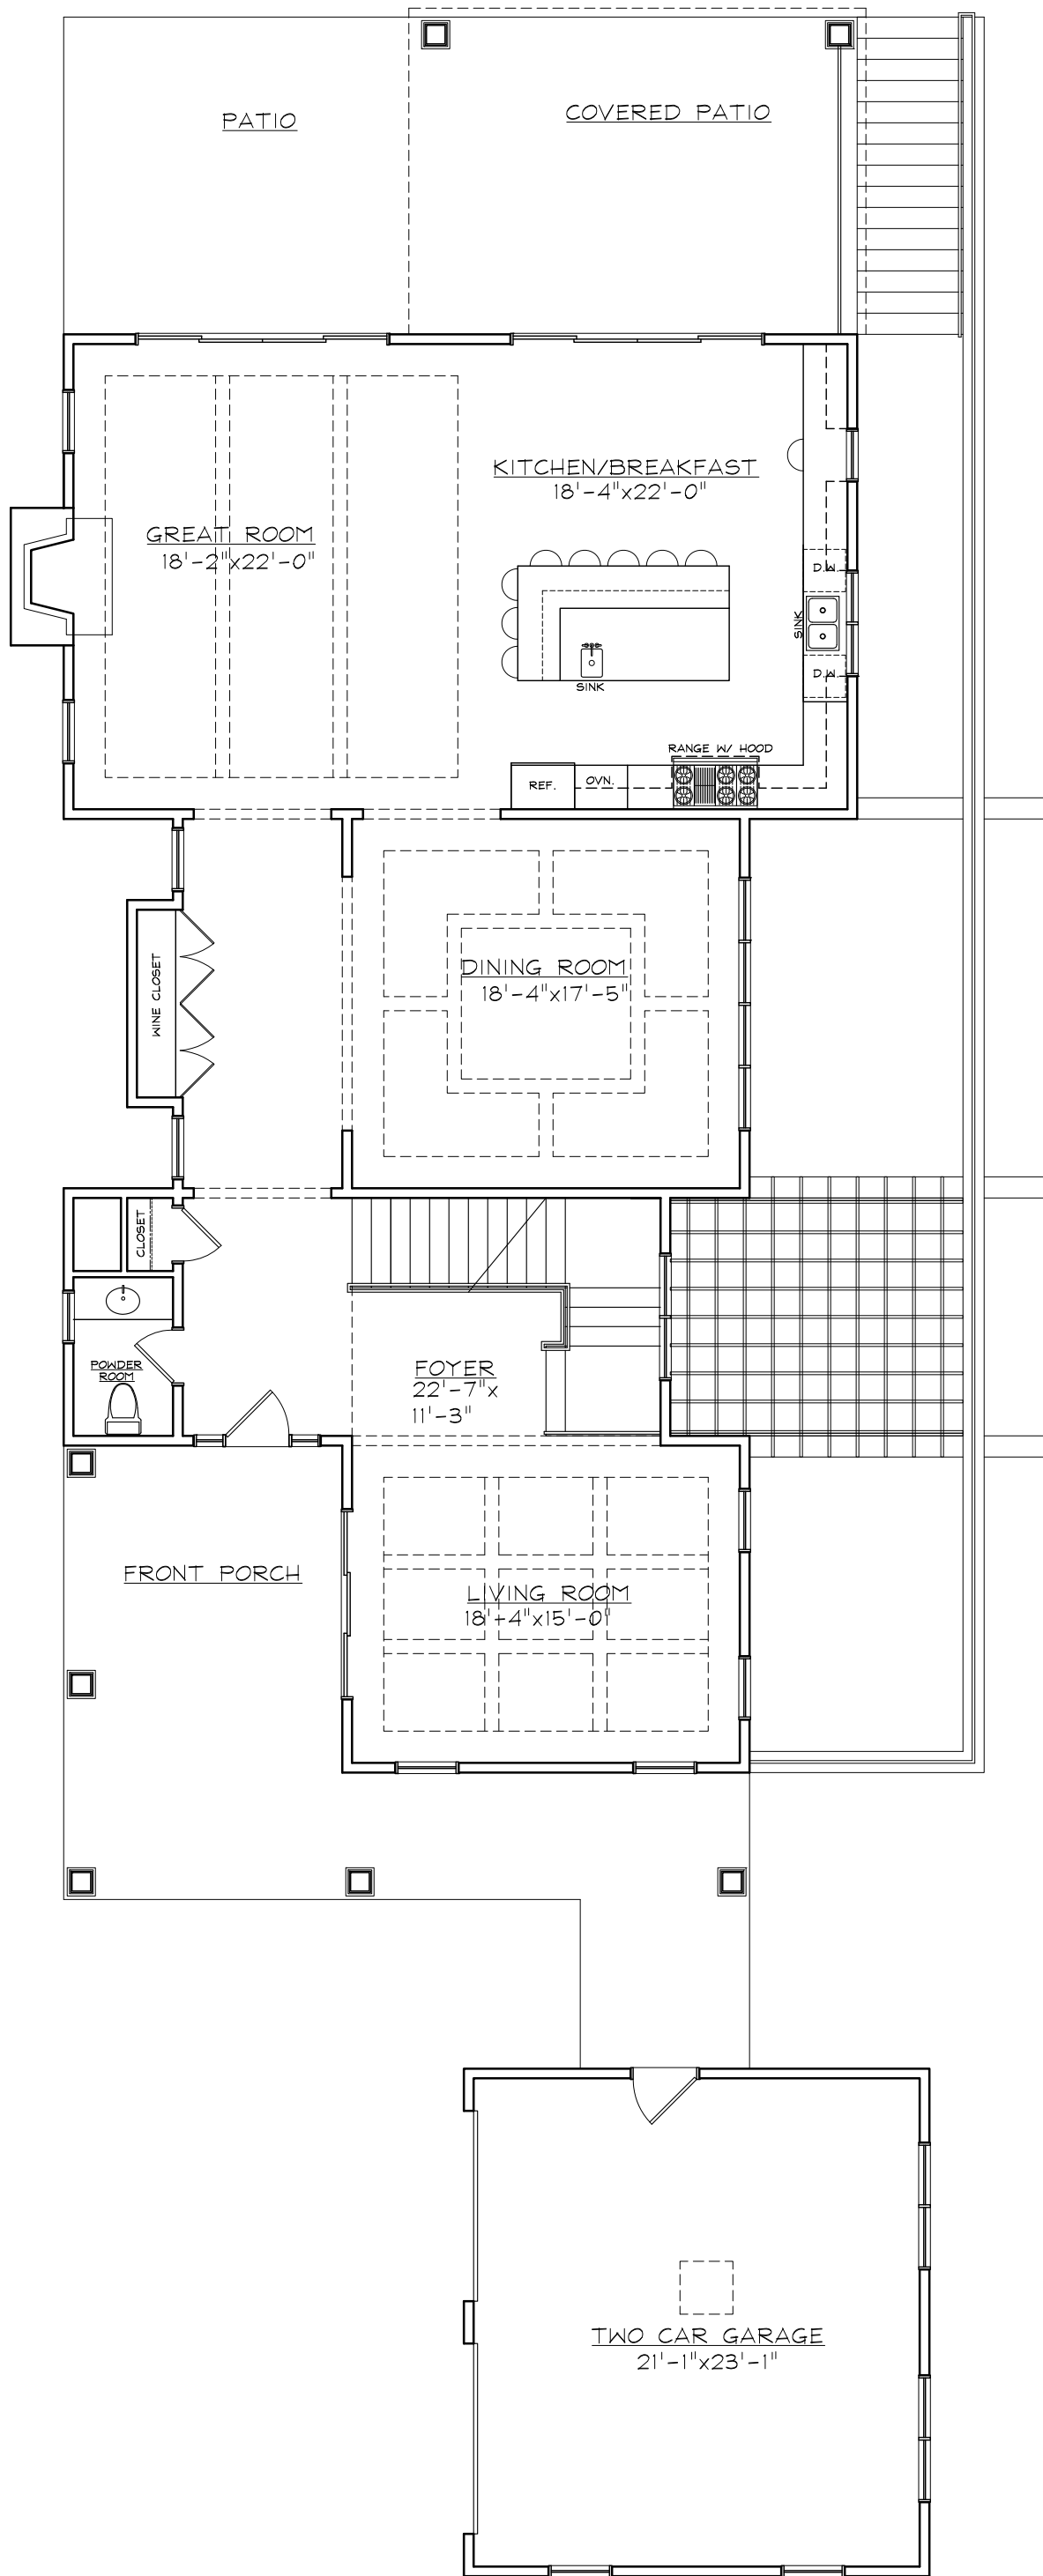 PATIO
COVERED PATIO
KITCHEN/BREAKFAST
18'-4"x22'-0"
GREAT ROOM
18'-2"x22'-0"
D.W.
SINK
D.W.
SINK
RANGE W/ HOOD
REF.
OVN.
WINE CLOSET
DINING ROOM
18'-4"x17'-5"
CLOSET
POWDER
ROOM
FOYER
22'-7"x
11'-3"
FRONT PORCH
LIVING ROOM
18'-4"x15'-0"
TWO CAR GARAGE
21'-1"x23'-1"